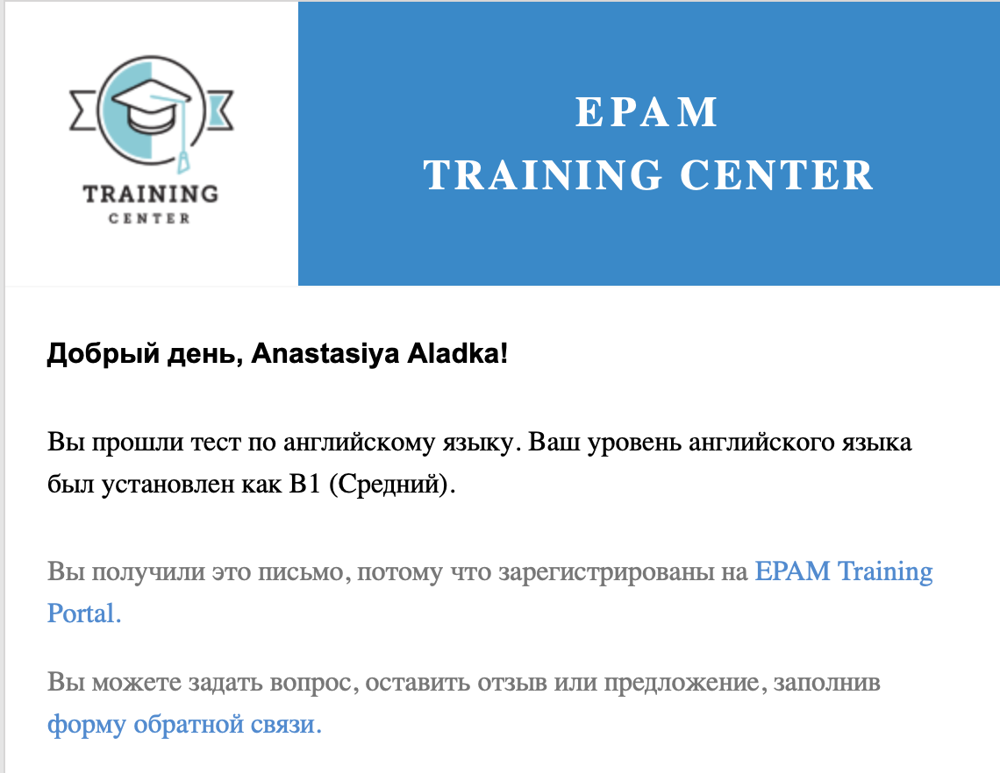 TRAINING
CENTER
EPAM
TRAINING CENTER
Добрый день, Anastasiya Aladka!
Вы прошли тест по английскому языку. Ваш уровень английского языка
был установлен как B1 (Средний).
Вы получили это письмо, потому что зарегистрированы на EPAM Training
Portal.
Вы можете задать вопрос, оставить отзыв или предложение, заполнив
форму обратной связи.